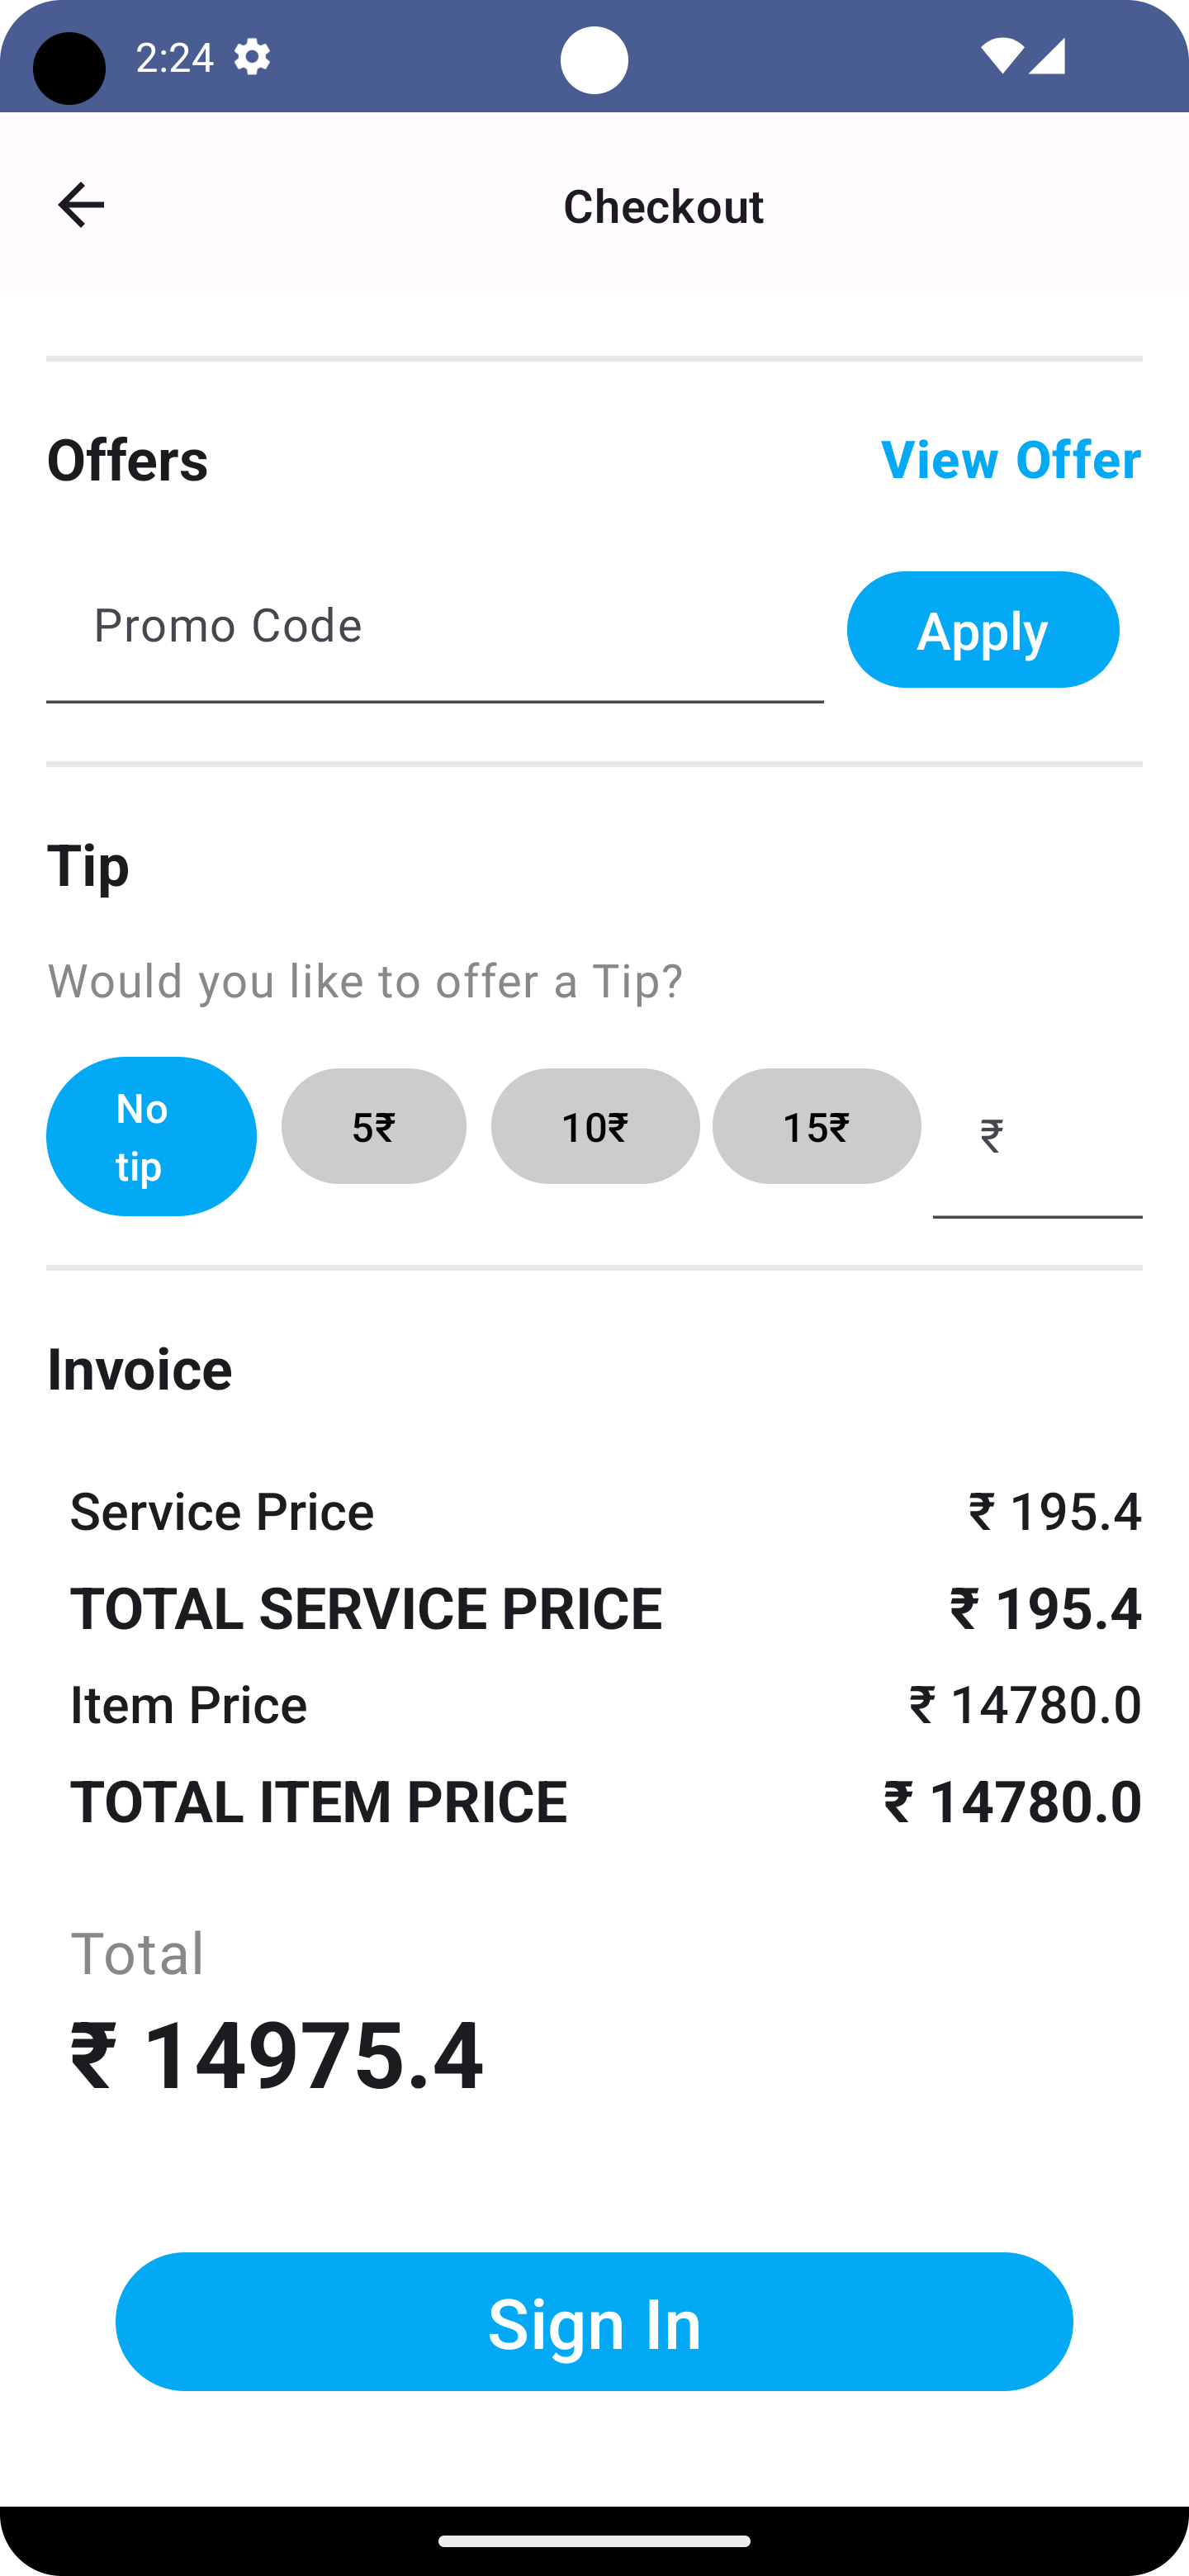 2:24
Checkout
Offers
View Offer
Promo Code
Apply
Tip
Would you like to offer a Tip?
No
tip
5₹
10₹
15₹
₹
Invoice
Service Price ₹ 195.4
TOTAL SERVICE PRICE ₹ 195.4
Item Price ₹ 14780.0
TOTAL ITEM PRICE ₹ 14780.0
Total
₹ 14975.4
Sign In